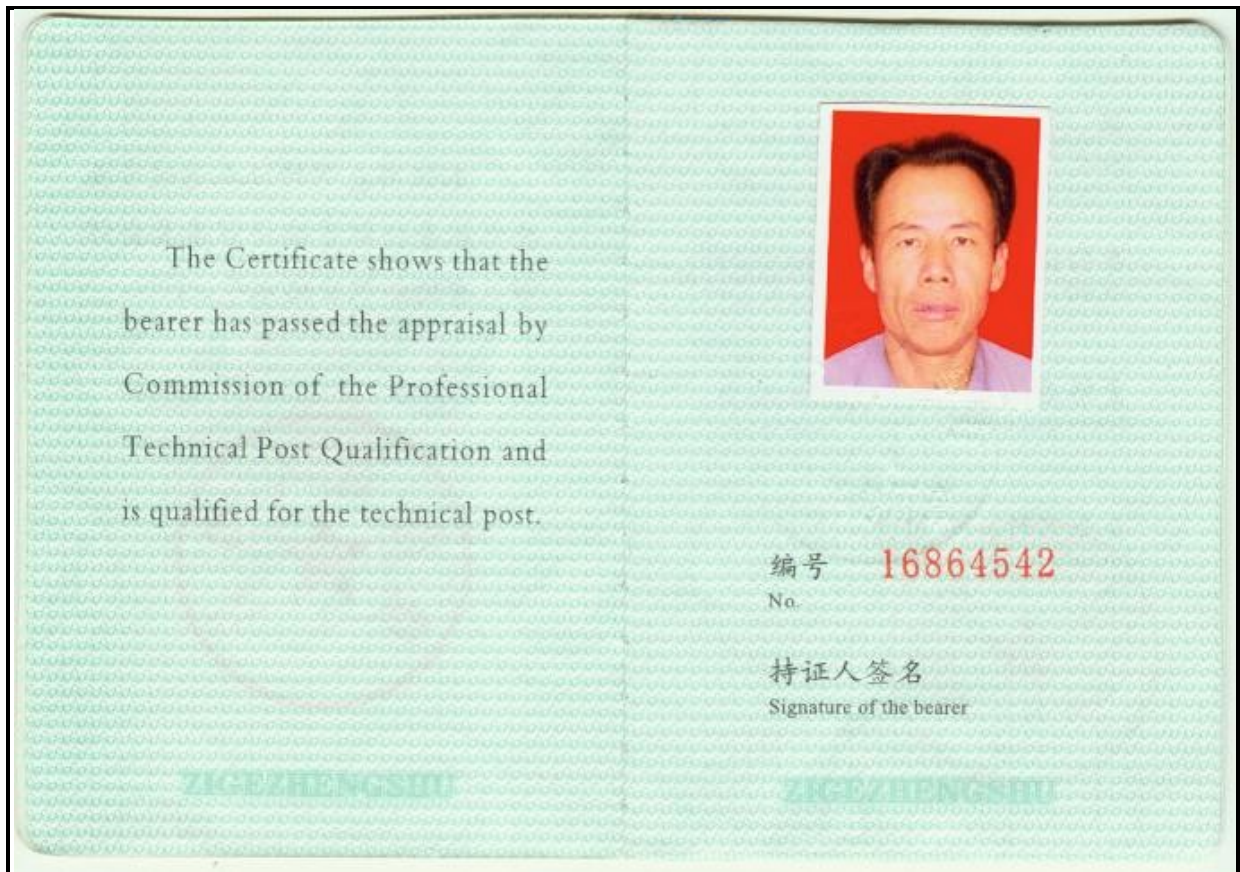 The Certificate shows that the
bearer has passed the appraisal by
Commission of the Professional
Technical Post Qualification and
is qualified for the technical post.
ZIGEZHENGSHU
编号 16864542
No.
持证人签名
Signature of the bearer
ZIGEZHENGSHU